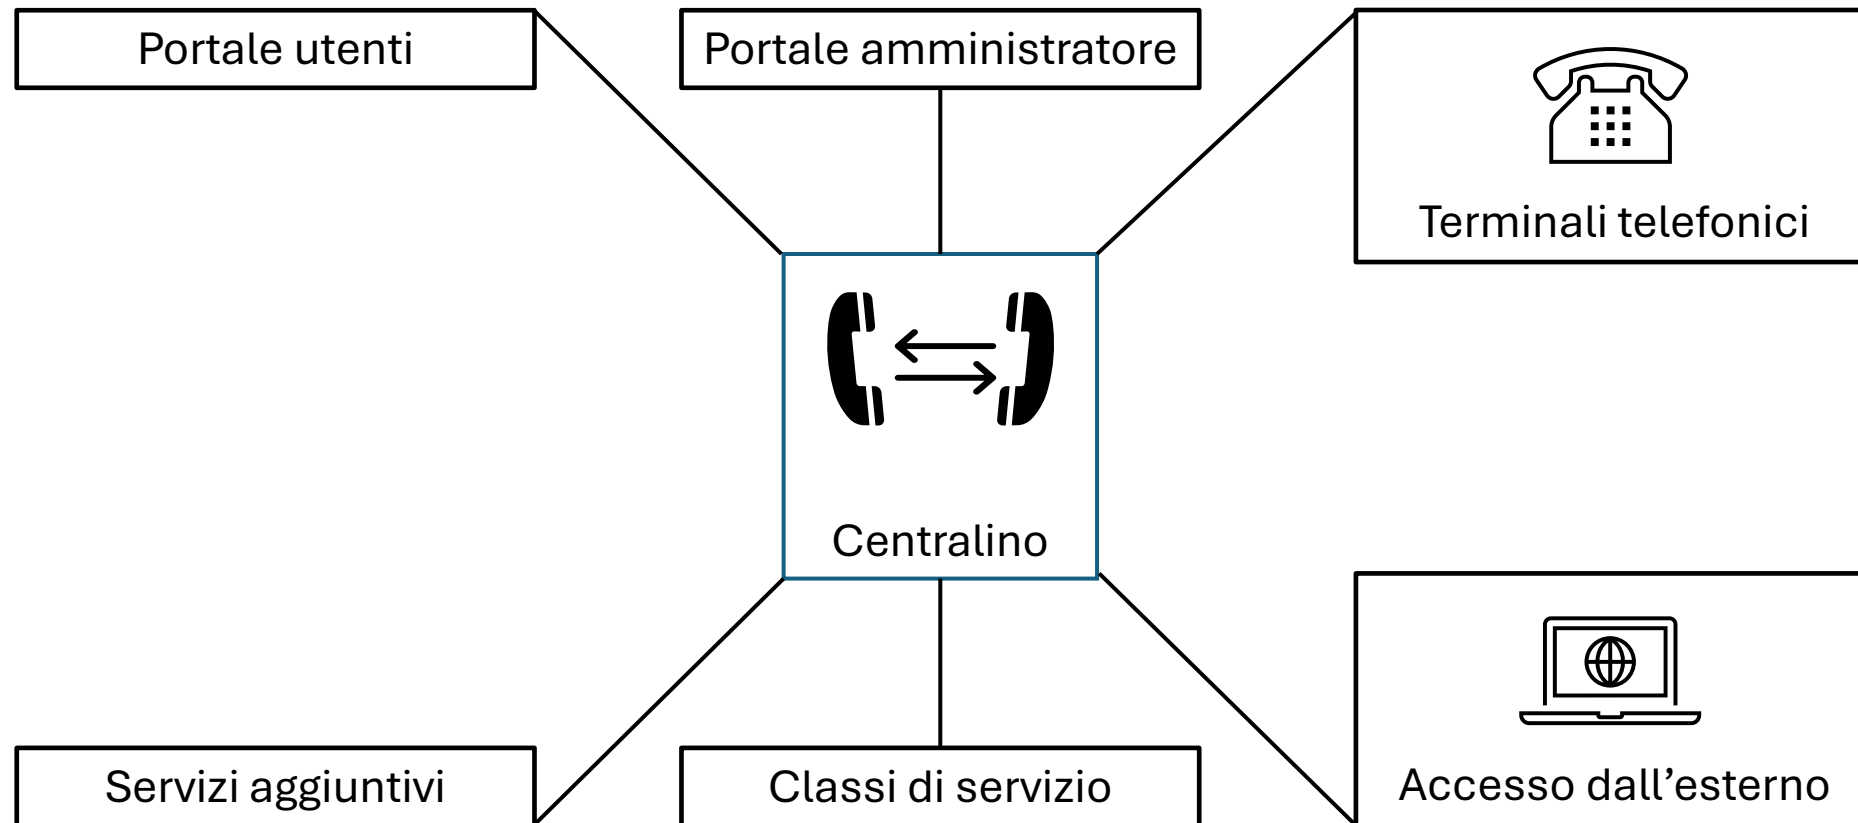 Portale utenti
Portale amministratore
Terminali telefonici
Centralino
Servizi aggiuntivi
Classi di servizio
Accesso dall’esterno